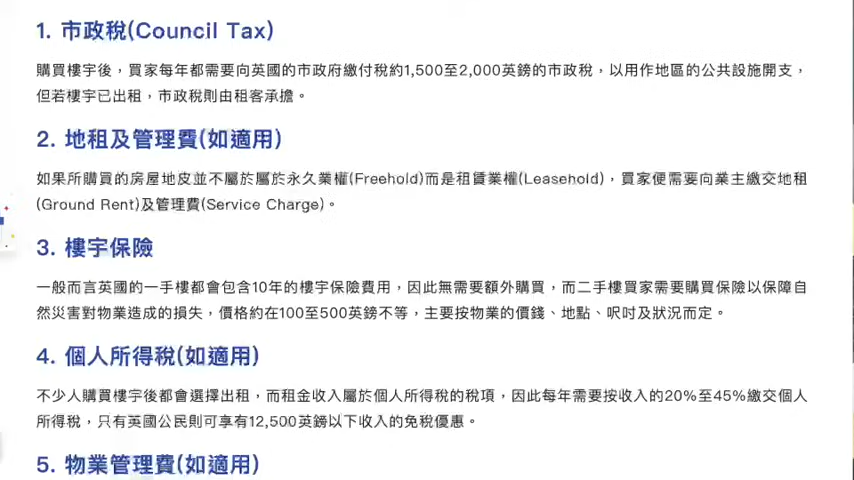 1. 市政稅(Council Tax)
購買樓宇後，買家每年都需要向英國的市政府繳付稅約1,500至2,000英鎊的市政稅，以用作地區的公共設施開支，
但若樓宇已出租，市政稅則由租客承擔。
2. 地租及管理費(如適用)
如果所購買的房屋地皮並不屬於屬於永久業權(Freehold)而是租賃業權(Leasehold)，買家便需要向業主繳交地租
(Ground Rent)及管理費(Service Charge)。
3. 樓宇保險
一般而言英國的一手樓都會包含10年的樓宇保險費用，因此無需要額外購買，而二手樓買家需要購買保險以保障自
然災害對物業造成的損失，價格約在100至500英鎊不等，主要按物業的價錢、地點、呎吋及狀況而定。
4. 個人所得稅(如適用)
不少人購買樓宇後都會選擇出租，而租金收入屬於個人所得稅的稅項，因此每年需要按收入的20%至45%繳交個人
所得稅，只有英國公民則可享有12,500英鎊以下收入的免稅優惠。
5. 物業管理費(如適用)